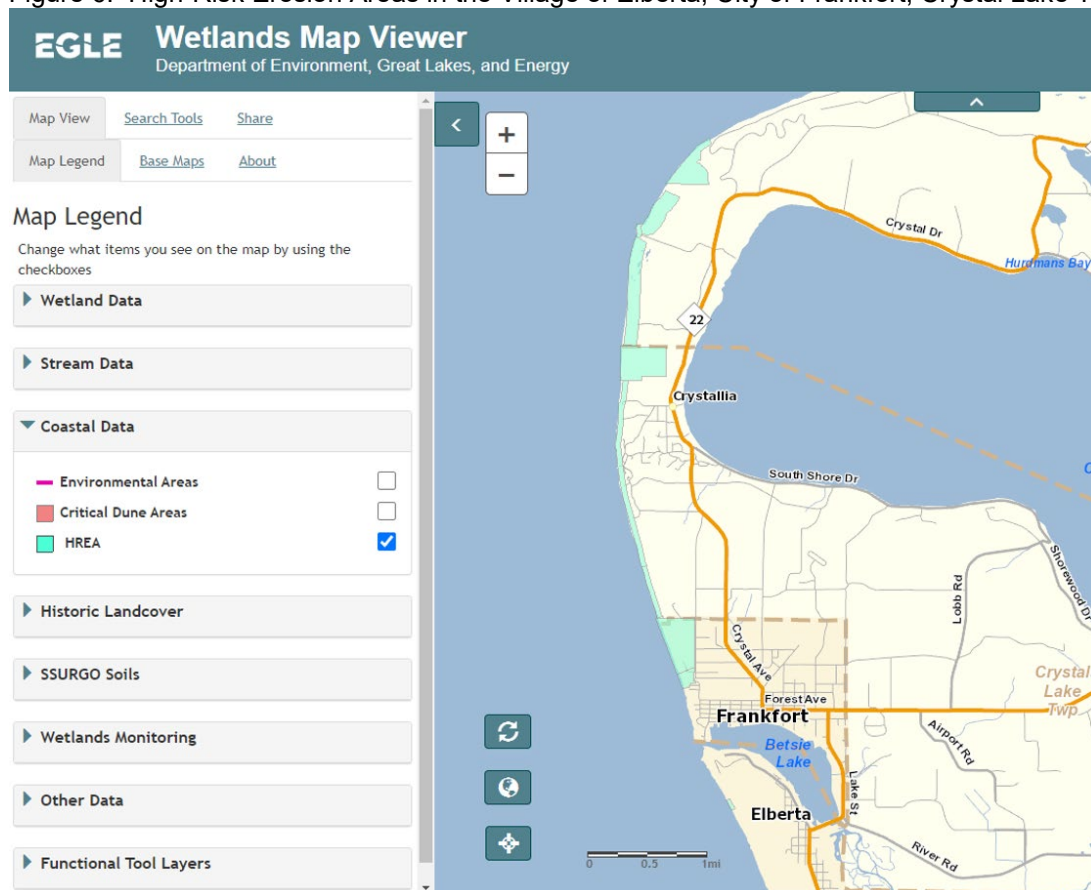 Figure 6: High Risk Erosion Areas in the Village of Elberta, City of Frankfort, Crystal Lake
EGLE
Wetlands Map Viewer
Department of Environment, Great Lakes, and Energy
Map View Search Tools Share
Map Legend Base Maps About
Map Legend
Change what items you see on the map by using the
checkboxes
Wetland Data
Stream Data
Coastal Data
Environmental Areas
Critical Dune Areas
HREA
Historic Landcover
SSURGO Soils
Wetlands Monitoring
Other Data
Functional Tool Layers
+
−
Crystal Dr
Hurdmans Bay
22
Crystallia
South Shore Dr
Shorewood Dr
Lobb Rd
Crystal Ave
Crystal
Lake
Twp
Forest Ave
Frankfort
Airport Rd
Betsie
Lake
Lake St
Elberta
River Rd
0 0.5 1mi